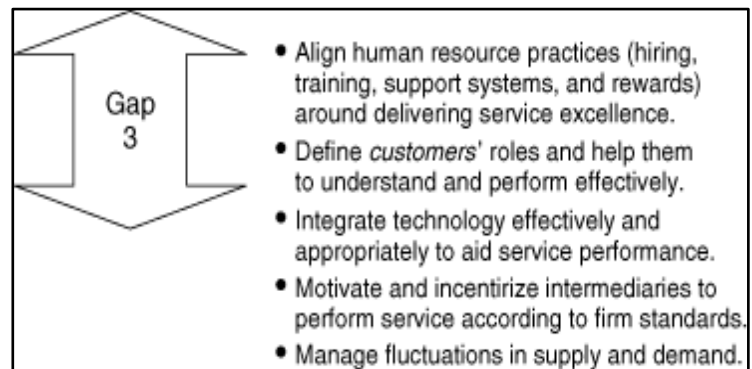 Gap
3
• Align human resource practices (hiring,
training, support systems, and rewards)
around delivering service excellence.
• Define customers' roles and help them
to understand and perform effectively.
• Integrate technology effectively and
appropriately to aid service performance.
• Motivate and incentirize intermediaries to
perform service according to firm standards.
• Manage fluctuations in supply and demand.